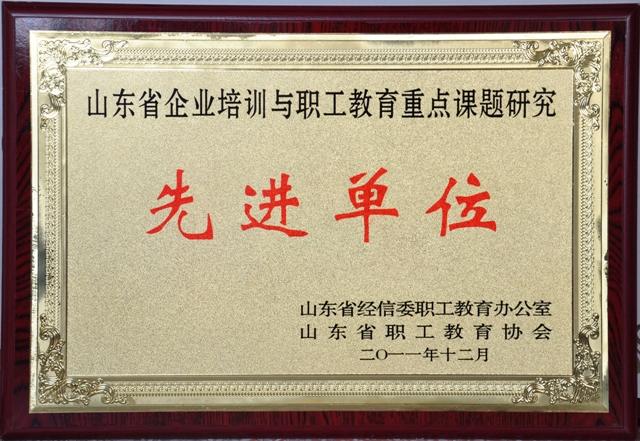 山东省企业培训与职工教育重点课题研究
先进单位
山东省经信委职工教育办公室
山东省职工教育协会
二〇一一年十二月